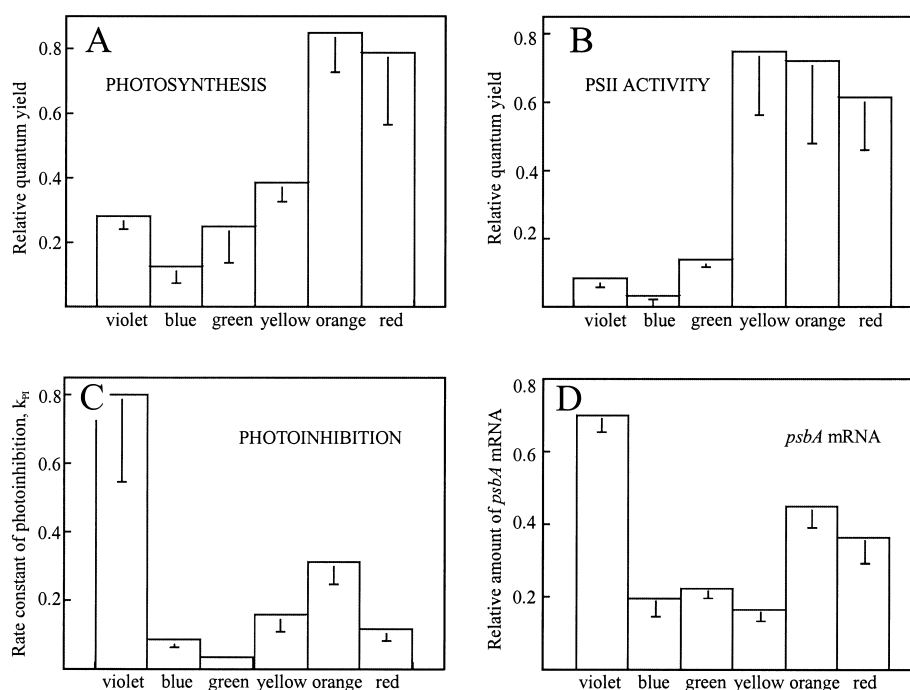 A
PHOTOSYNTHESIS
Relative quantum yield
0.8
0.6
0.4
0.2
violet blue green yellow orange red
B
PSII ACTIVITY
Relative quantum yield
0.8
0.6
0.4
0.2
violet blue green yellow orange red
C
PHOTOINHIBITION
Rate constant of photoinhibition, kPI
0.8
0.6
0.4
0.2
violet blue green yellow orange red
D
psbA mRNA
Relative amount of psbA mRNA
0.8
0.6
0.4
0.2
violet blue green yellow orange red